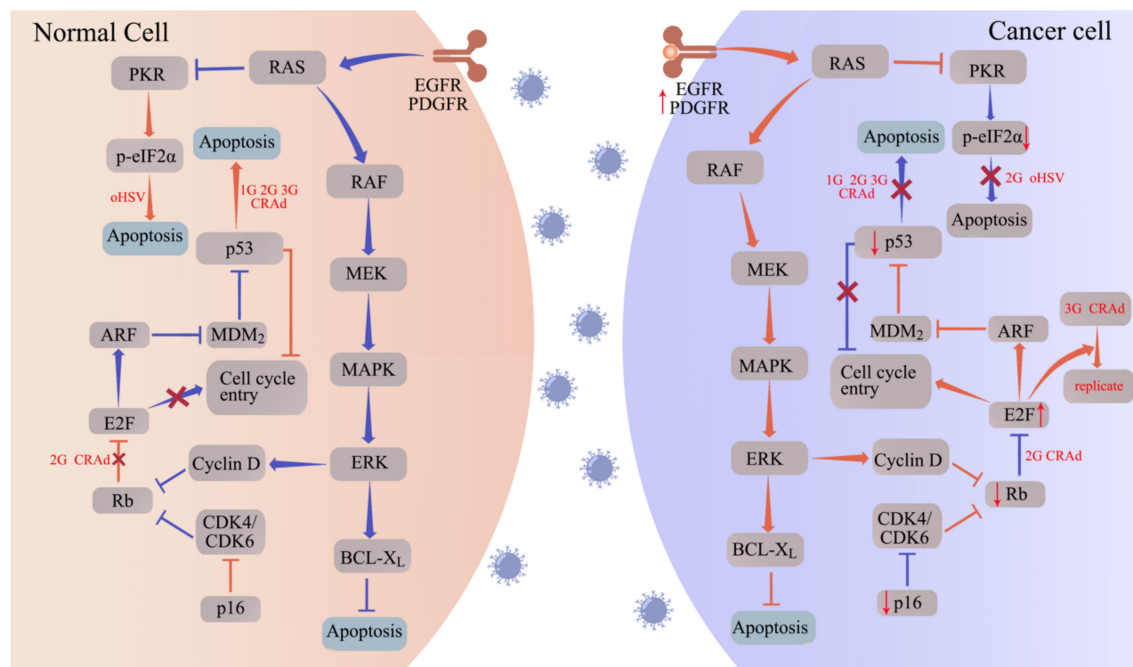 Normal Cell
PKR
RAS
EGFR
PDGFR
p-eIF2α
Apoptosis
oHSV
1G 2G 3G
CRAd
RAF
Apoptosis
p53
MEK
ARF
MDM2
MAPK
Cell cycle
entry
E2F
2G CRAd
Cyclin D
ERK
Rb
CDK4/
CDK6
BCL-XL
p16
Apoptosis
Cancer cell
EGFR
PDGFR
RAS
PKR
Apoptosis
p-eIF2α
RAF
1G 2G 3G
CRAd
2G oHSV
Apoptosis
p53
MEK
3G CRAd
MDM2
ARF
MAPK
Cell cycle
entry
replicate
E2F
ERK
Cyclin D
2G CRAd
Rb
CDK4/
CDK6
BCL-XL
p16
Apoptosis